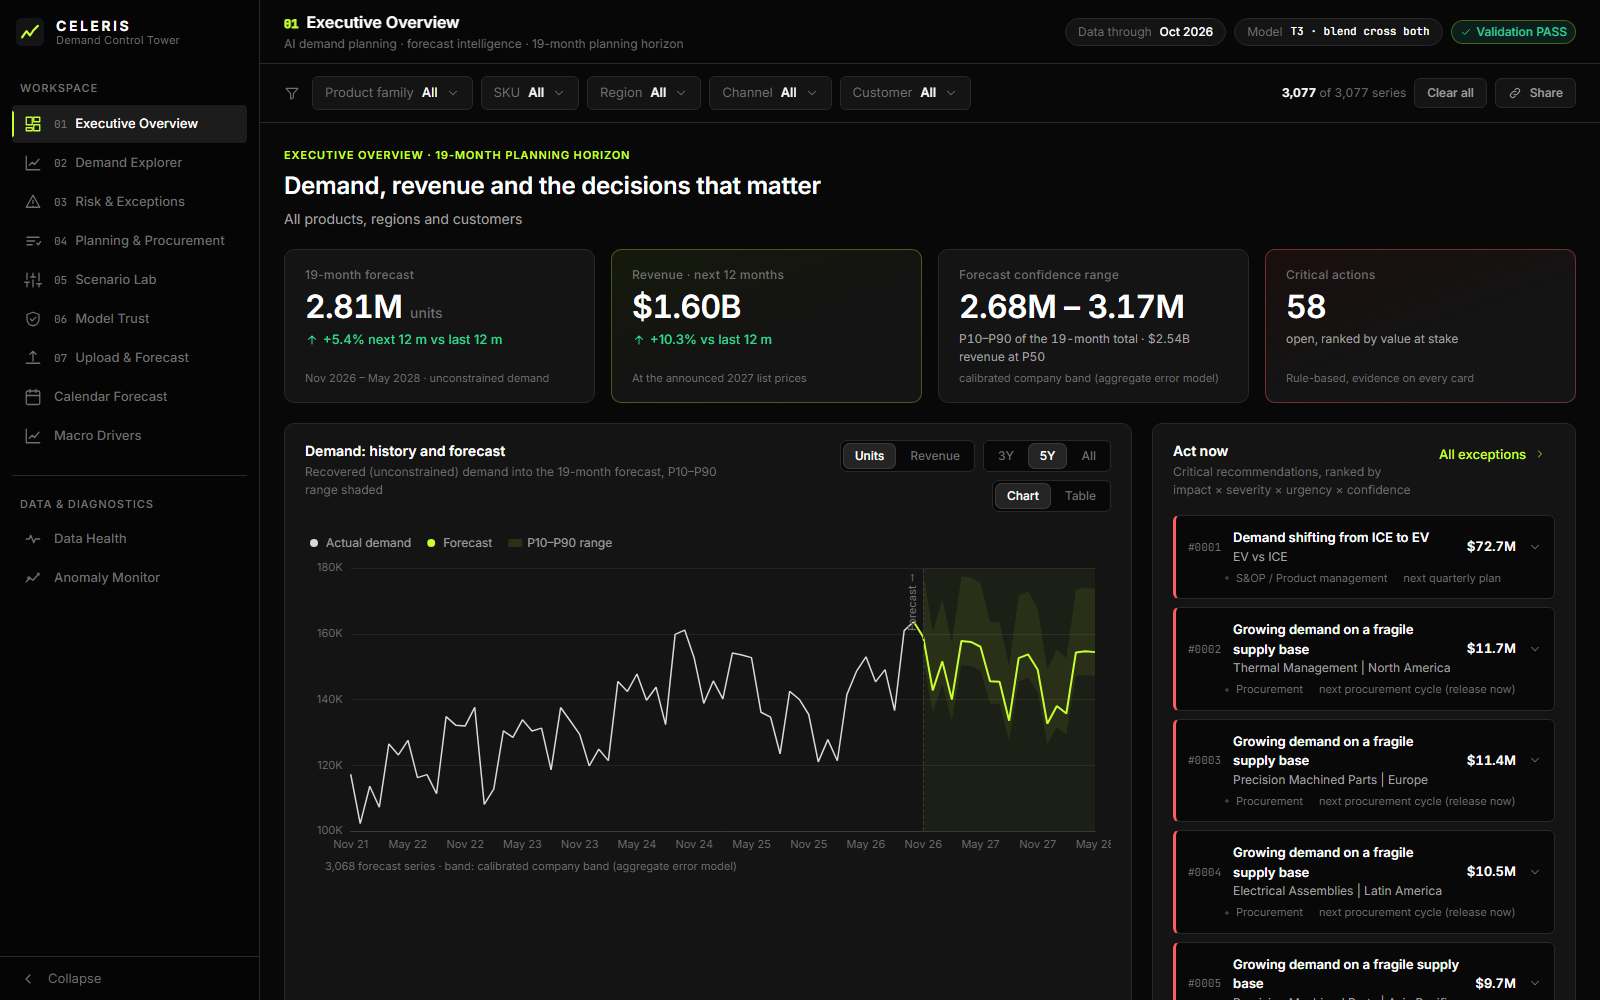 CELERIS
Demand Control Tower
WORKSPACE
01 Executive Overview
02 Demand Explorer
03 Risk & Exceptions
04 Planning & Procurement
05 Scenario Lab
06 Model Trust
07 Upload & Forecast
Calendar Forecast
Macro Drivers
DATA & DIAGNOSTICS
Data Health
Anomaly Monitor
Collapse
01 Executive Overview
AI demand planning · forecast intelligence · 19-month planning horizon
Data through Oct 2026
Model T3 · blend cross both
Validation PASS
Product family All
SKU All
Region All
Channel All
Customer All
3,077 of 3,077 series
Clear all
Share
EXECUTIVE OVERVIEW · 19-MONTH PLANNING HORIZON
Demand, revenue and the decisions that matter
All products, regions and customers
19-month forecast
2.81M units
↑ +5.4% next 12 m vs last 12 m
Nov 2026 – May 2028 · unconstrained demand
Revenue · next 12 months
$1.60B
↑ +10.3% vs last 12 m
At the announced 2027 list prices
Forecast confidence range
2.68M – 3.17M
P10–P90 of the 19-month total · $2.54B
revenue at P50
calibrated company band (aggregate error model)
Critical actions
58
open, ranked by value at stake
Rule-based, evidence on every card
Demand: history and forecast
Recovered (unconstrained) demand into the 19-month forecast, P10–P90
range shaded
Units Revenue
3Y 5Y All
Chart Table
Actual demand Forecast P10–P90 range
180K
160K
140K
120K
100K
Forecast →
Nov 21 May 22 Nov 22 May 23 Nov 23 May 24 Nov 24 May 25 Nov 25 May 26 Nov 26 May 27 Nov 27 May 28
3,068 forecast series · band: calibrated company band (aggregate error model)
Act now
All exceptions
Critical recommendations, ranked by
impact × severity × urgency × confidence
#0001
Demand shifting from ICE to EV
EV vs ICE
$72.7M
S&OP / Product management next quarterly plan
#0002
Growing demand on a fragile
supply base
Thermal Management | North America
$11.7M
Procurement next procurement cycle (release now)
#0003
Growing demand on a fragile
supply base
Precision Machined Parts | Europe
$11.4M
Procurement next procurement cycle (release now)
#0004
Growing demand on a fragile
supply base
Electrical Assemblies | Latin America
$10.5M
Procurement next procurement cycle (release now)
#0005
Growing demand on a fragile supply
base
$9.7M